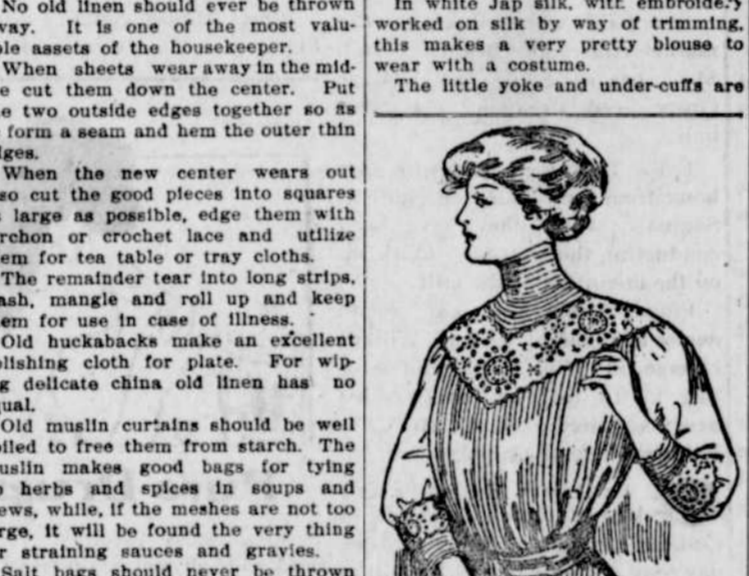 No old linen should ever be thrown
way. It is one of the most valu-
ble assets of the housekeeper.
When sheets wear away in the mid-
e cut them down the center. Put
e two outside edges together so as
form a seam and hem the outer thin
dges.
When the new center wears out
so cut the good pieces into squares
s large as possible, edge them with
rchon or crochet lace and utilize
em for tea table or tray cloths.
The remainder tear into long strips,
ash, mangle and roll up and keep
em for use in case of illness.
Old huckabacks make an excellent
lishing cloth for plate. For wip-
g delicate china old linen has no
qual.
Old muslin curtains should be well
iled to free them from starch. The
uslin makes good bags for tying
herbs and spices in soups and
ews, while, if the meshes are not too
rge, it will be found the very thing
r straining sauces and gravies.
Salt bags should never be thrown
In white Jap silk, with embroidery
worked on silk by way of trimming,
this makes a very pretty blouse to
wear with a costume.
The little yoke and under-cuffs are